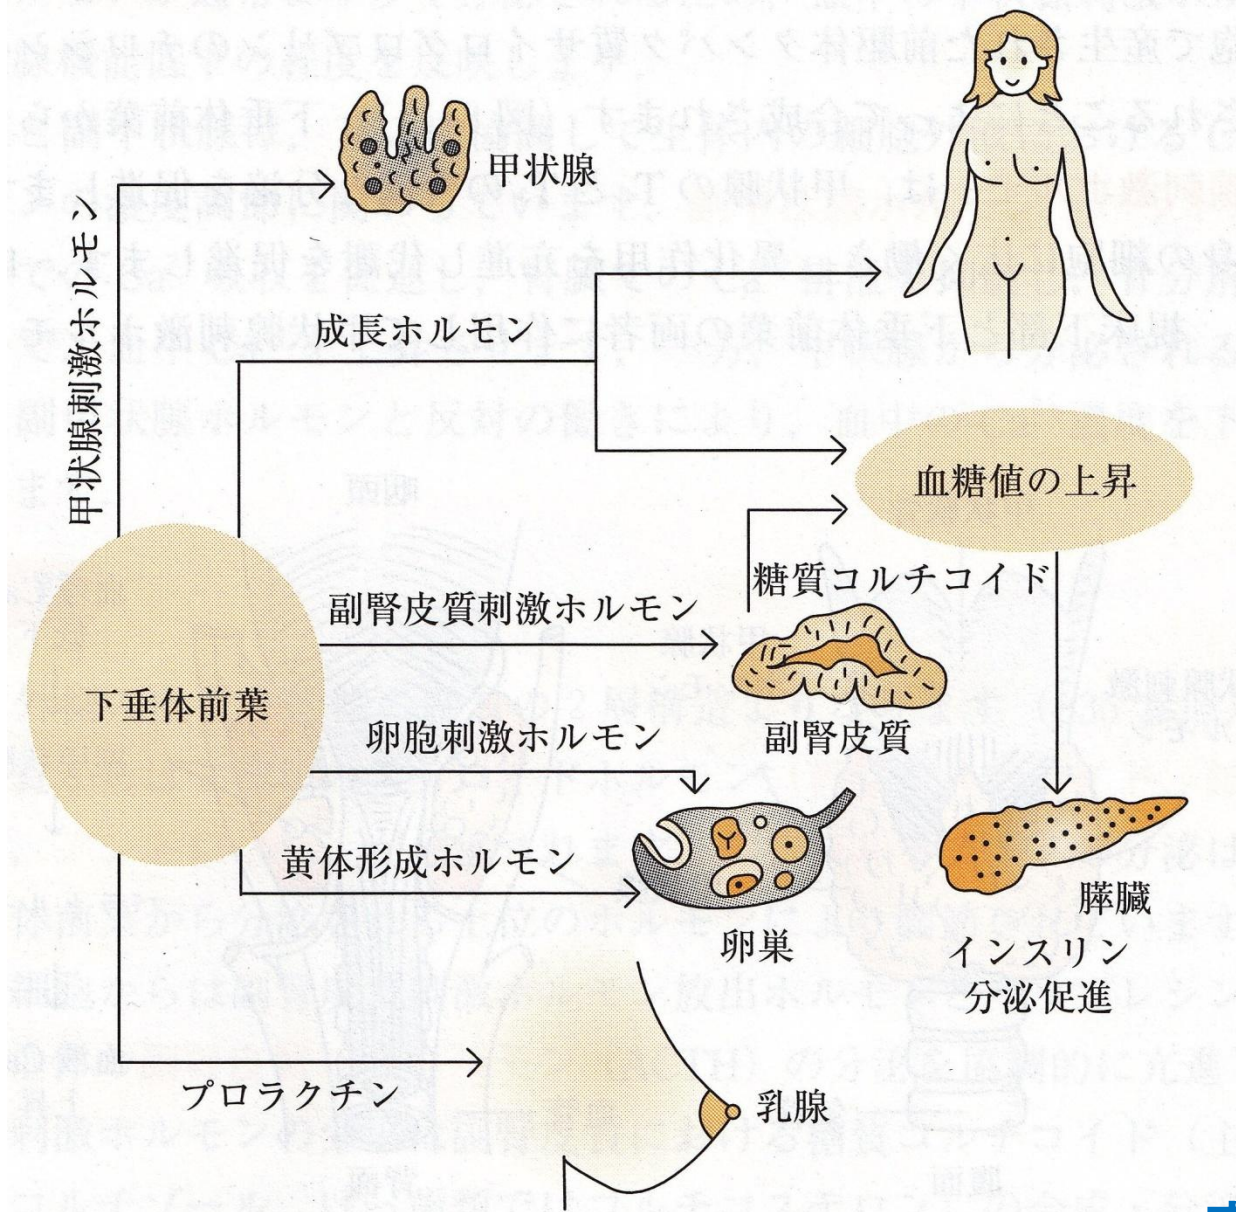 甲状腺
甲状腺刺激ホルモン
成長ホルモン
血糖値の上昇
糖質コルチコイド
副腎皮質刺激ホルモン
下垂体前葉
副腎皮質
卵胞刺激ホルモン
黄体形成ホルモン
卵巣
膵臓
インスリン
分泌促進
プロラクチン
乳腺